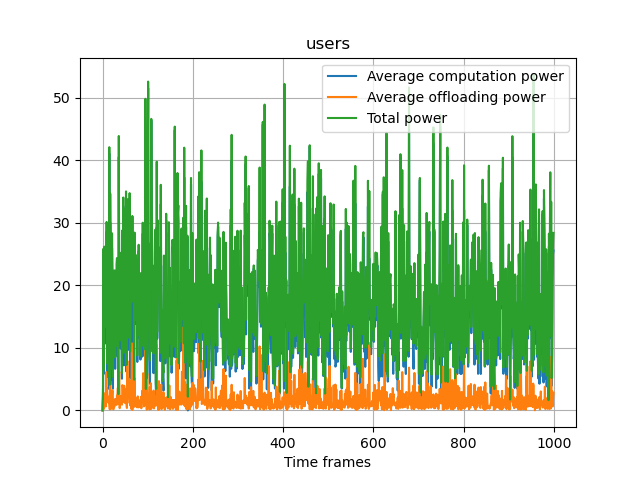 users
Average computation power
Average offloading power
Total power
50
40
30
20
10
0
0 200 400 600 800 1000
Time frames